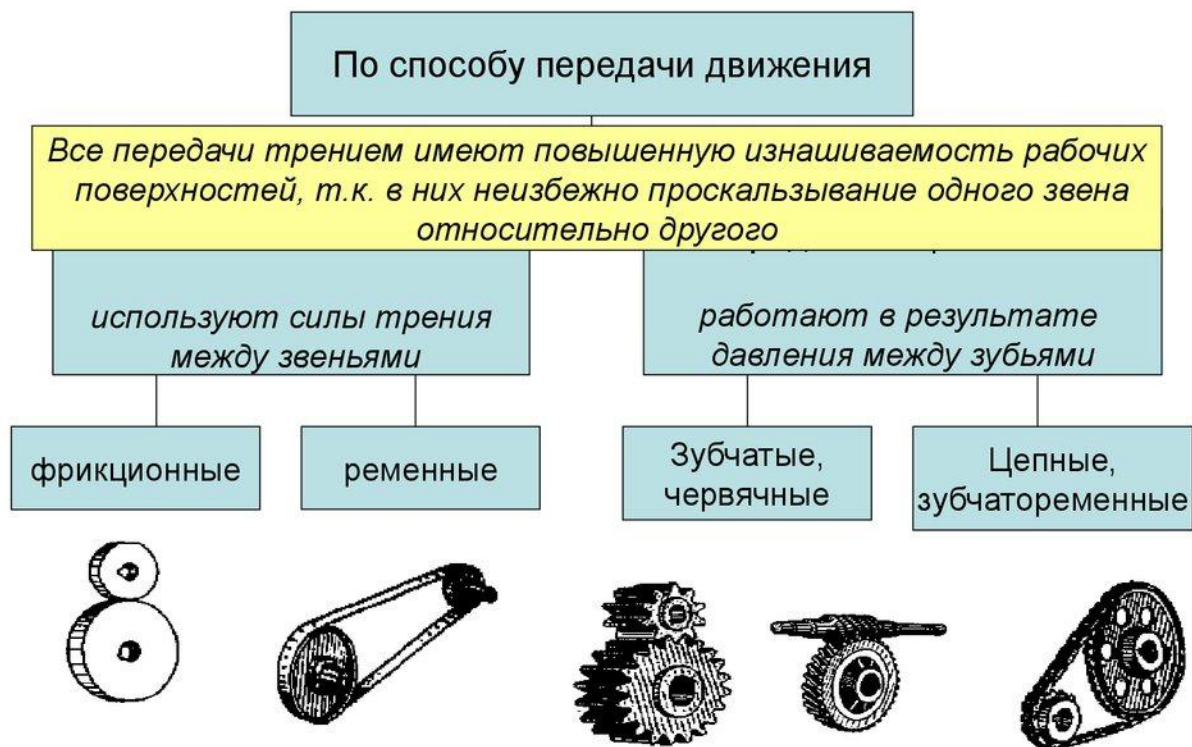 По способу передачи движения
Все передачи трением имеют повышенную изнашиваемость рабочих
поверхностей, т.к. в них неизбежно проскальзывание одного звена
относительно другого
используют силы трения
между звеньями
работают в результате
давления между зубьями
фрикционные
ременные
Зубчатые,
червячные
Цепные,
зубчатоременные